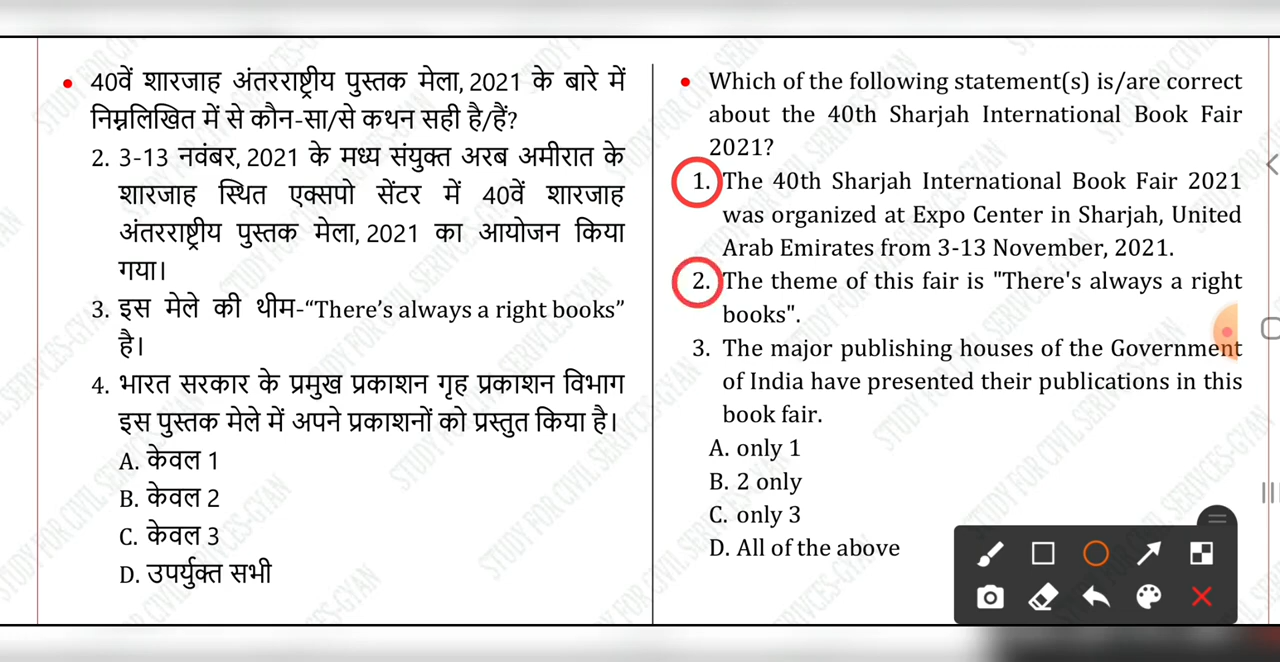 • 40वें शारजाह अंतरराष्ट्रीय पुस्तक मेला, 2021 के बारे में
निम्नलिखित में से कौन-सा/से कथन सही है/हैं?
2. 3-13 नवंबर, 2021 के मध्य संयुक्त अरब अमीरात के
शारजाह स्थित एक्सपो सेंटर में 40वें शारजाह
अंतरराष्ट्रीय पुस्तक मेला, 2021 का आयोजन किया
गया।
3. इस मेले की थीम-“There’s always a right books”
है।
4. भारत सरकार के प्रमुख प्रकाशन गृह प्रकाशन विभाग
इस पुस्तक मेले में अपने प्रकाशनों को प्रस्तुत किया है।
A. केवल 1
B. केवल 2
C. केवल 3
D. उपर्युक्त सभी
• Which of the following statement(s) is/are correct
about the 40th Sharjah International Book Fair
2021?
1. The 40th Sharjah International Book Fair 2021
was organized at Expo Center in Sharjah, United
Arab Emirates from 3-13 November, 2021.
2. The theme of this fair is "There's always a right
books".
3. The major publishing houses of the Government
of India have presented their publications in this
book fair.
A. only 1
B. 2 only
C. only 3
D. All of the above
STUDY FOR CIVIL SERIVCES-GYAN